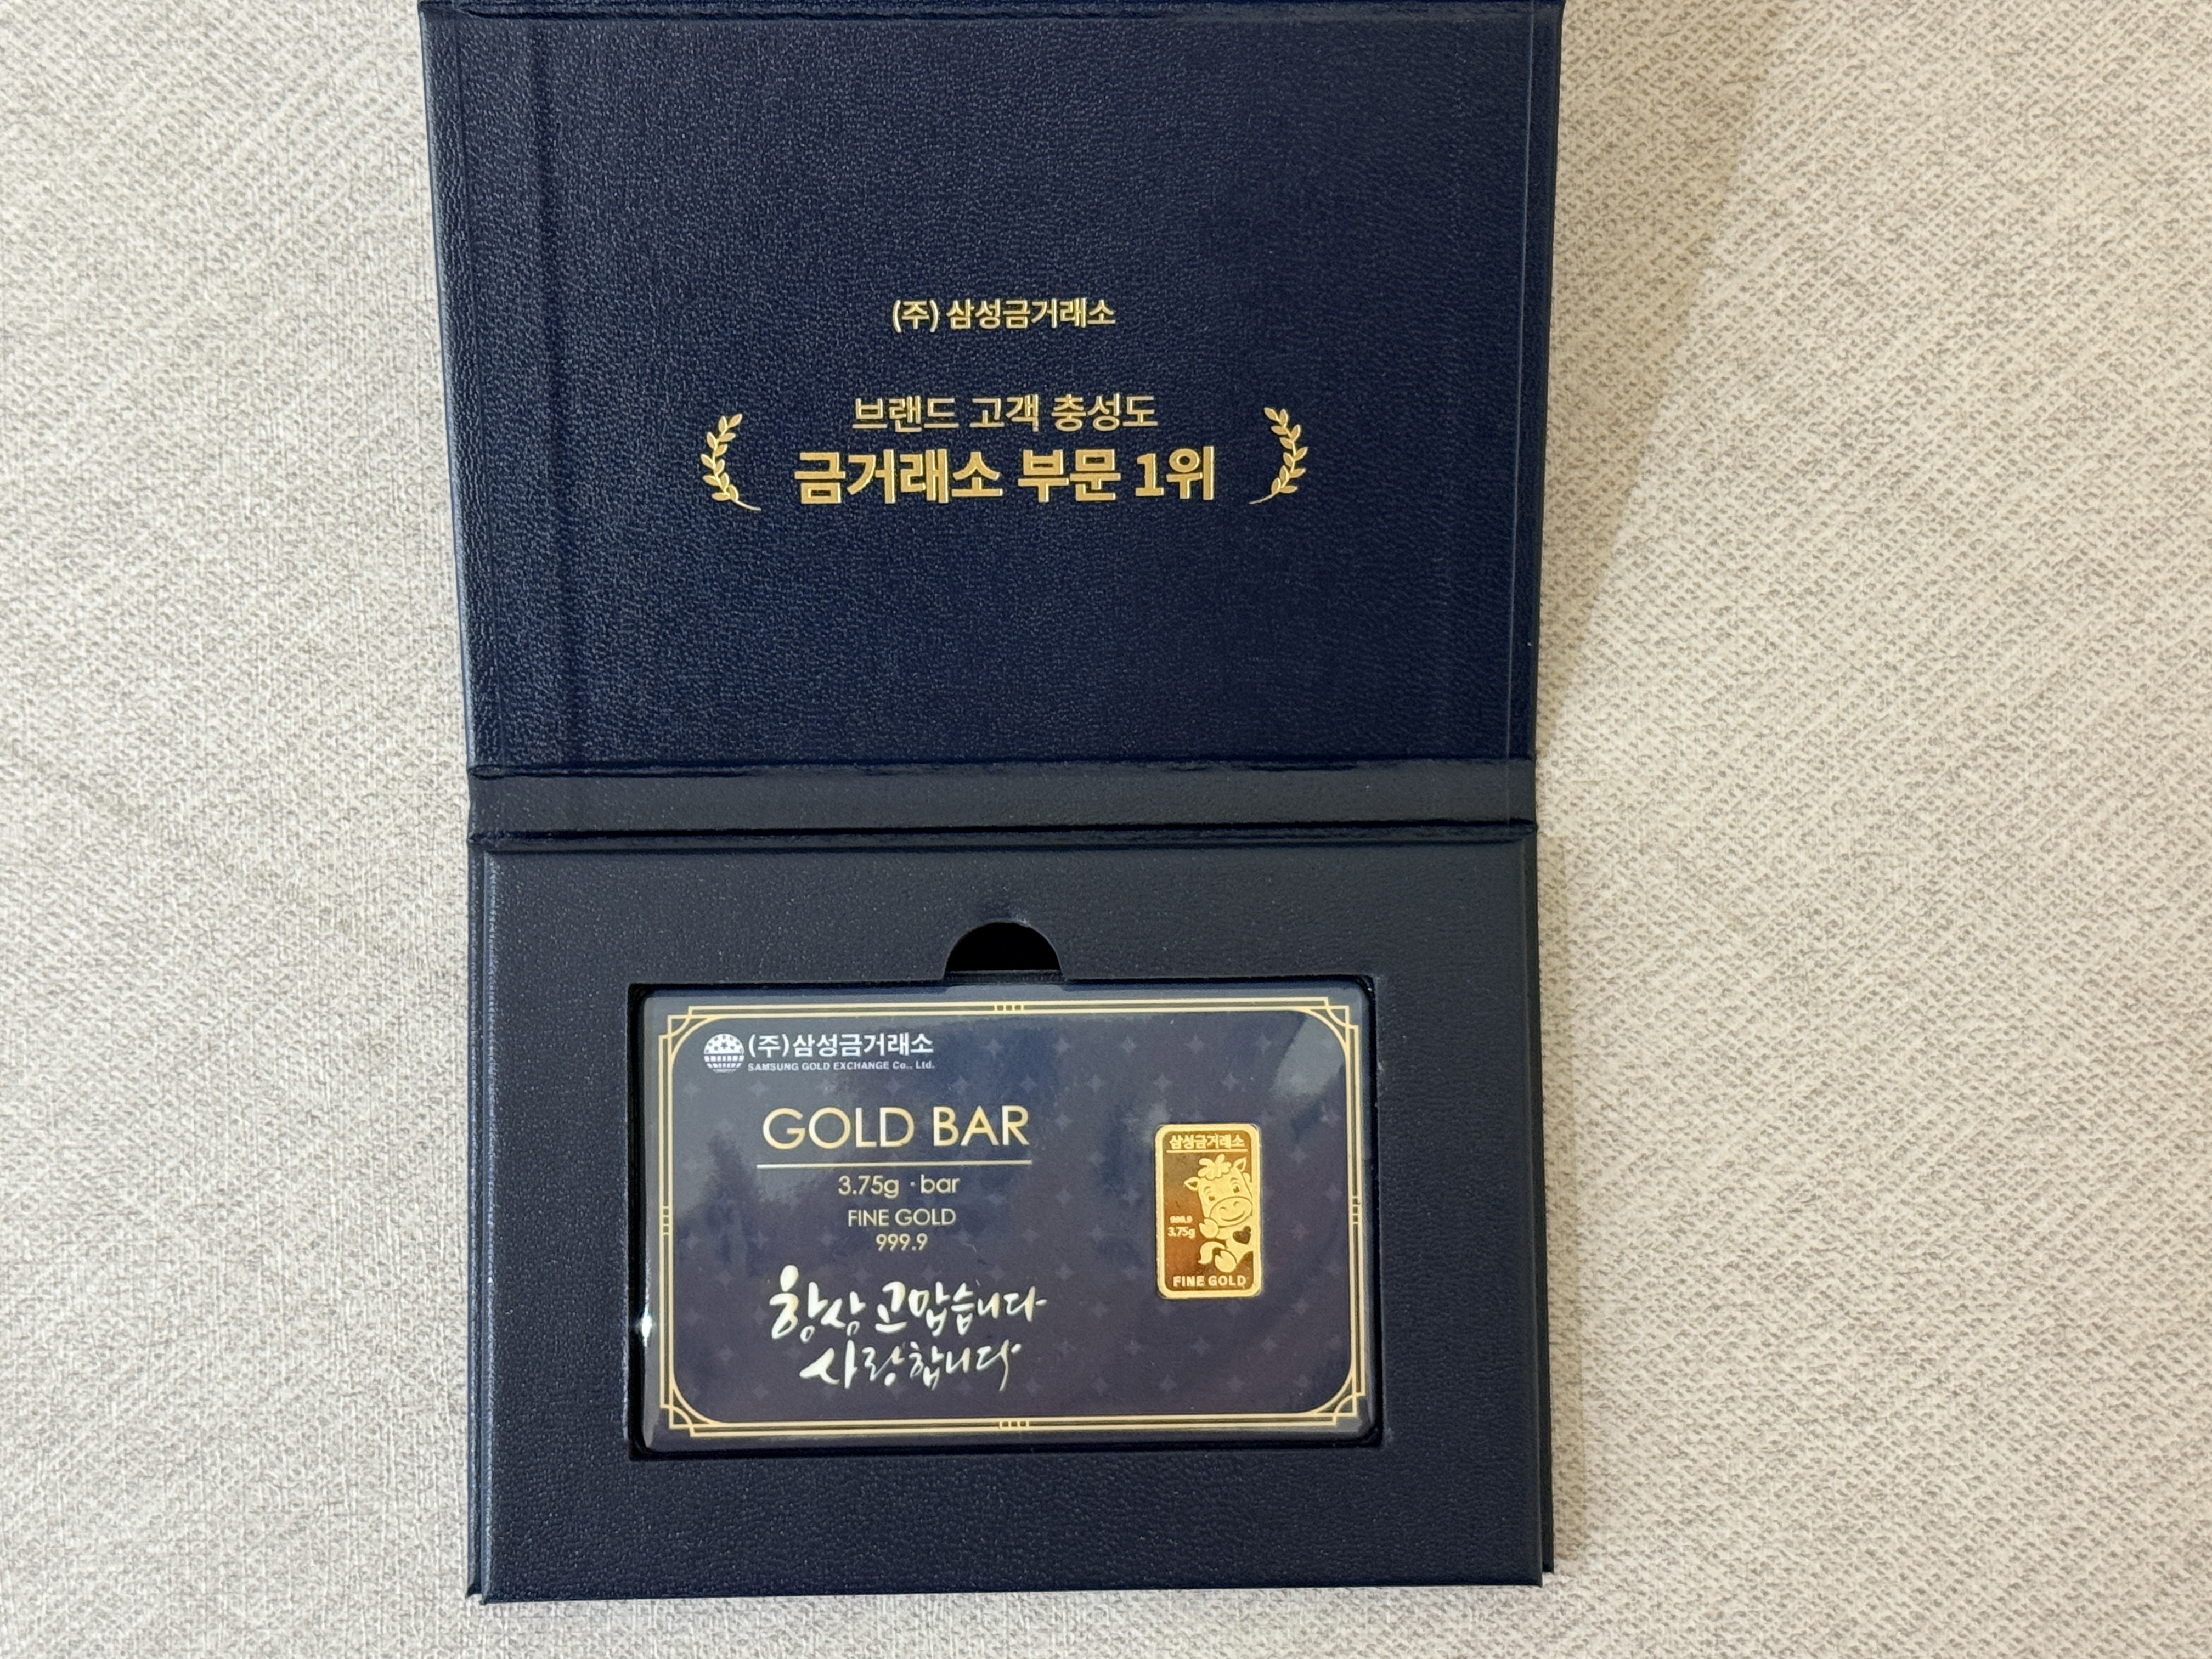 (주) 삼성금거래소
브랜드 고객 충성도
금거래소 부문 1위
(주)삼성금거래소
SAMSUNG GOLD EXCHANGE Co., Ltd.
GOLD BAR
3.75g · bar
FINE GOLD
999.9
항상 고맙습니다
사랑합니다
삼성금거래소
999.9
3.75g
FINE GOLD